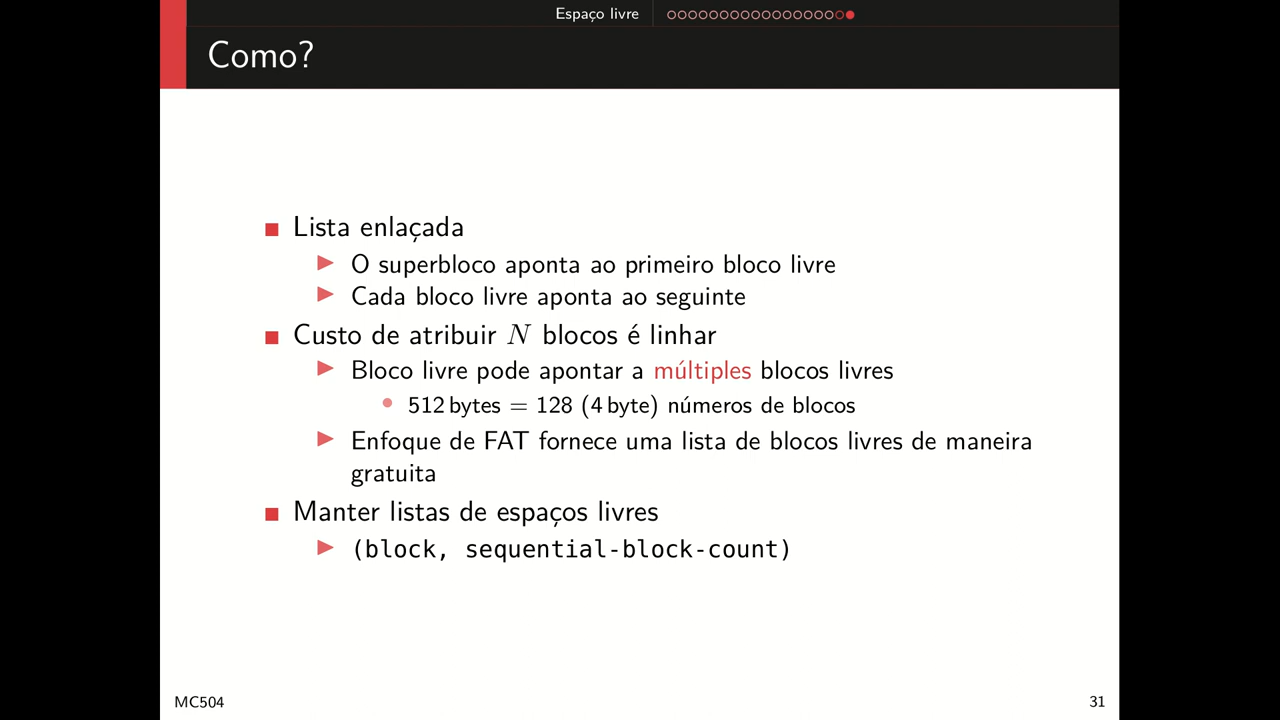 Espaço livre
Como?
Lista enlaçada
O superbloco aponta ao primeiro bloco livre
Cada bloco livre aponta ao seguinte
Custo de atribuir N blocos é linhar
Bloco livre pode apontar a múltiples blocos livres
512 bytes = 128 (4 byte) números de blocos
Enfoque de FAT fornece uma lista de blocos livres de maneira
gratuita
Manter listas de espaços livres
(block, sequential-block-count)
MC504
31